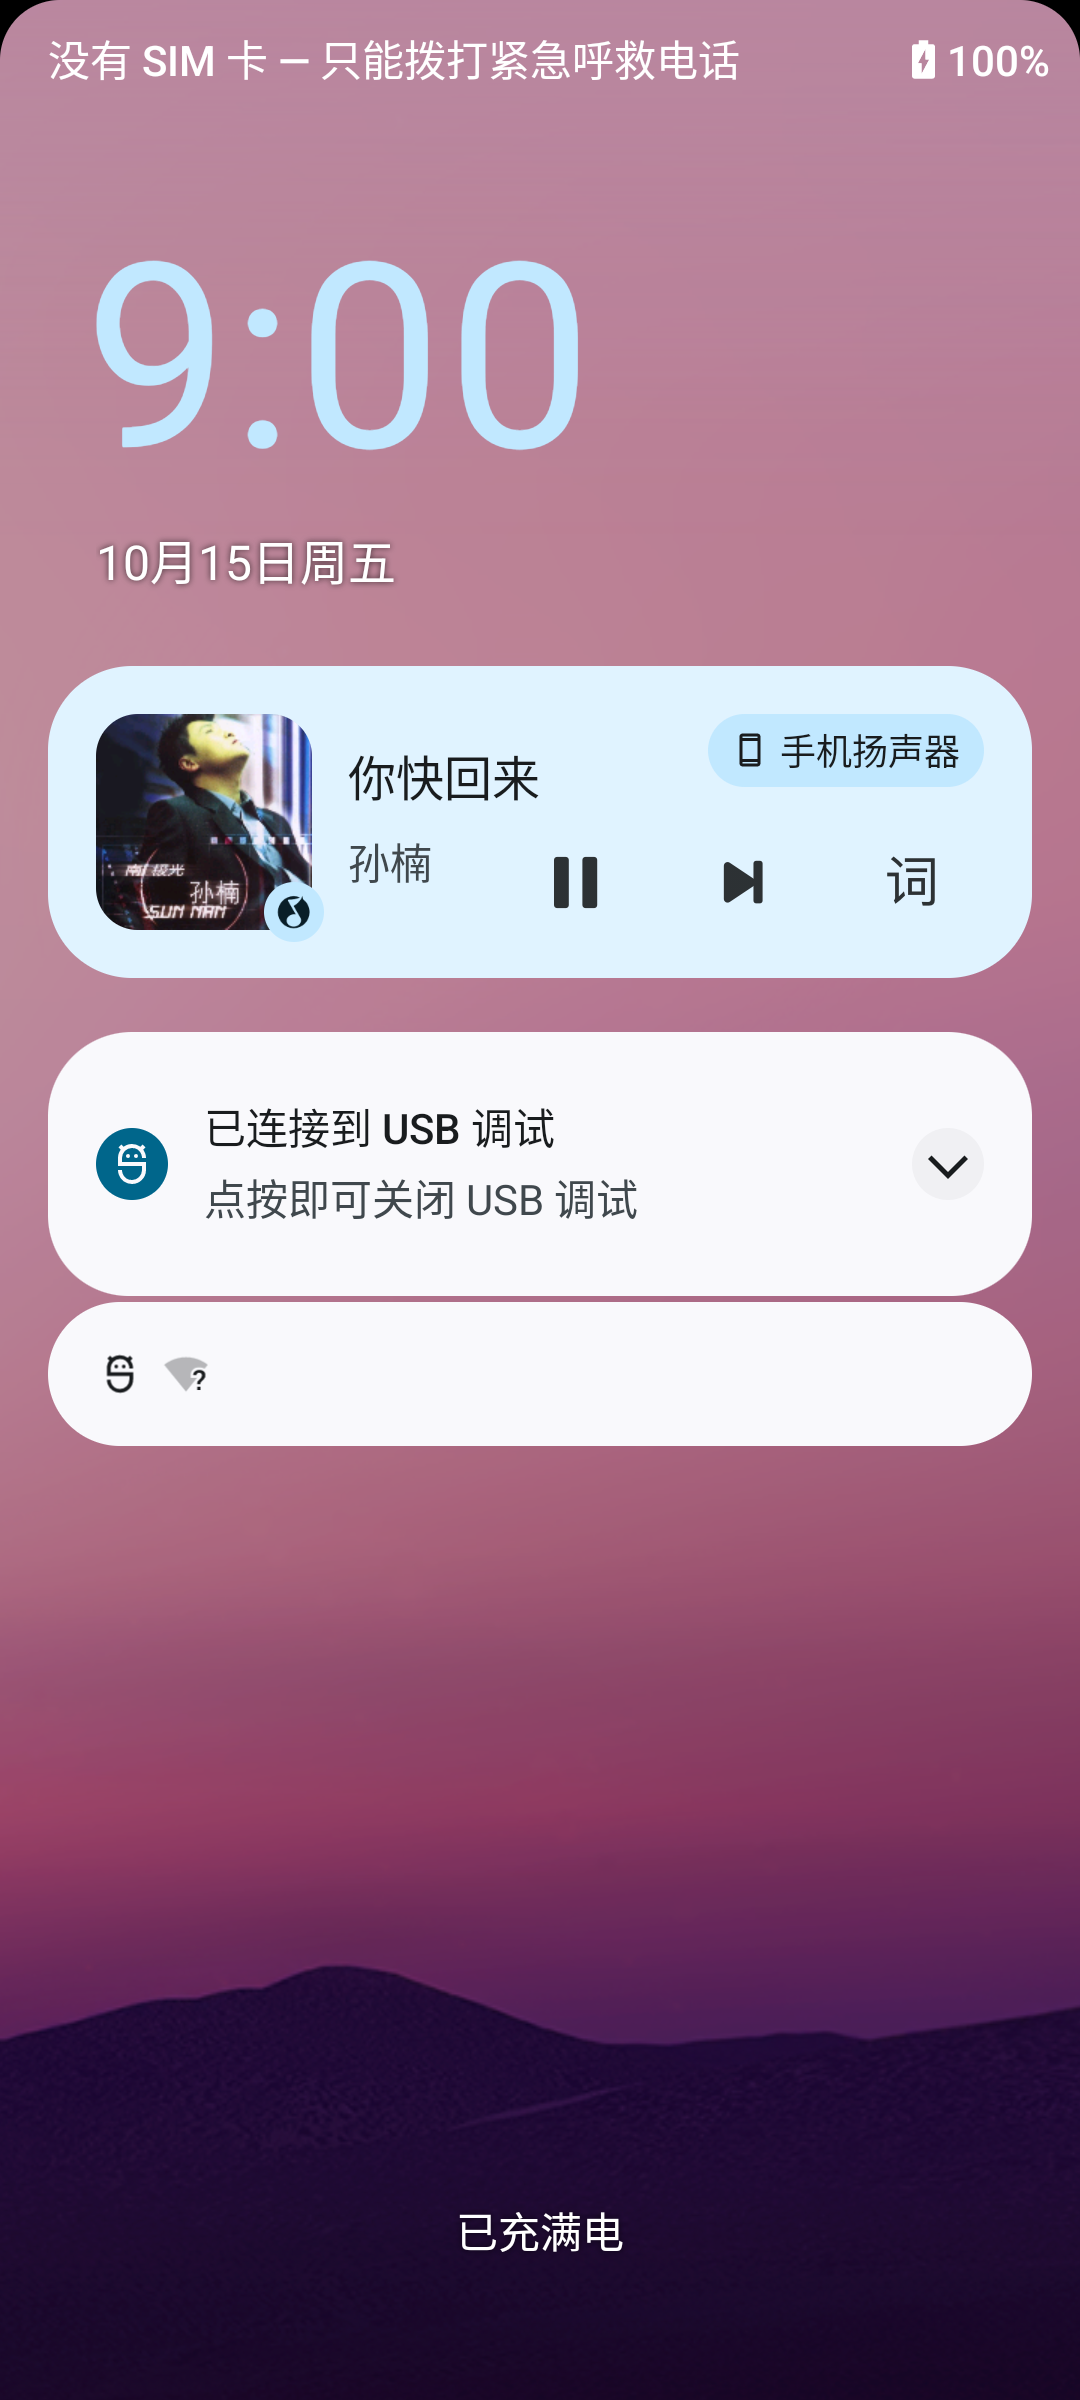 没有 SIM 卡 – 只能拨打紧急呼救电话
100%
9:00
10月15日周五
手机扬声器
你快回来
孙楠
词
南极光
孙楠
SUN NAN
已连接到 USB 调试
点按即可关闭 USB 调试
?
已充满电